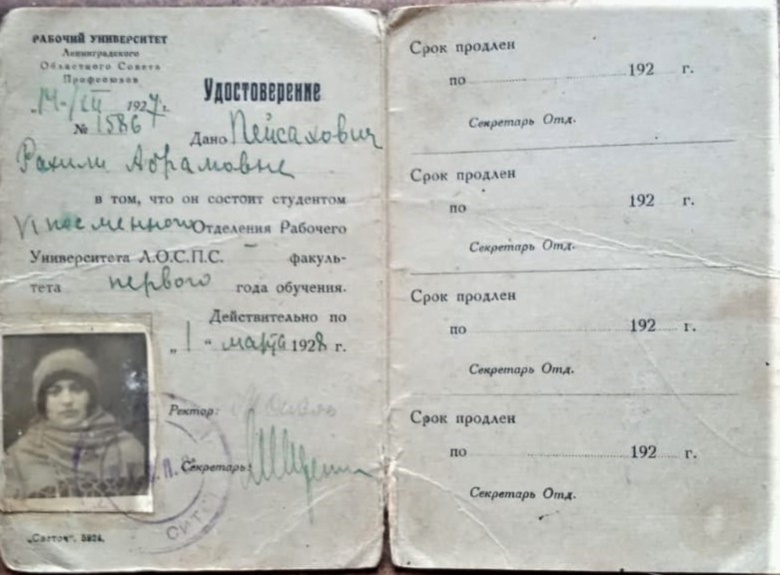 РАБОЧИЙ УНИВЕРСИТЕТ
Ленинградского
Областного Совета
Профсоюзов
1927 г.
№ 1586
Удостоверение
Дано Пейсахович
Рахили Абрамовне
в том, что он состоит студентом
Отделения Рабочего
Университета Л.О.С.П.С. — факуль-
тета первого года обучения.
Действительно по
„ 1 " марта 1928 г.
Ректор:
Секретарь:
„Светоч". 5924.
Срок продлен
по 192 г.
Секретарь Отд.
Срок продлен
по 192 г.
Секретарь Отд.
Срок продлен
по 192 г.
Секретарь Отд.
Срок продлен
по 192 г.
Секретарь Отд.